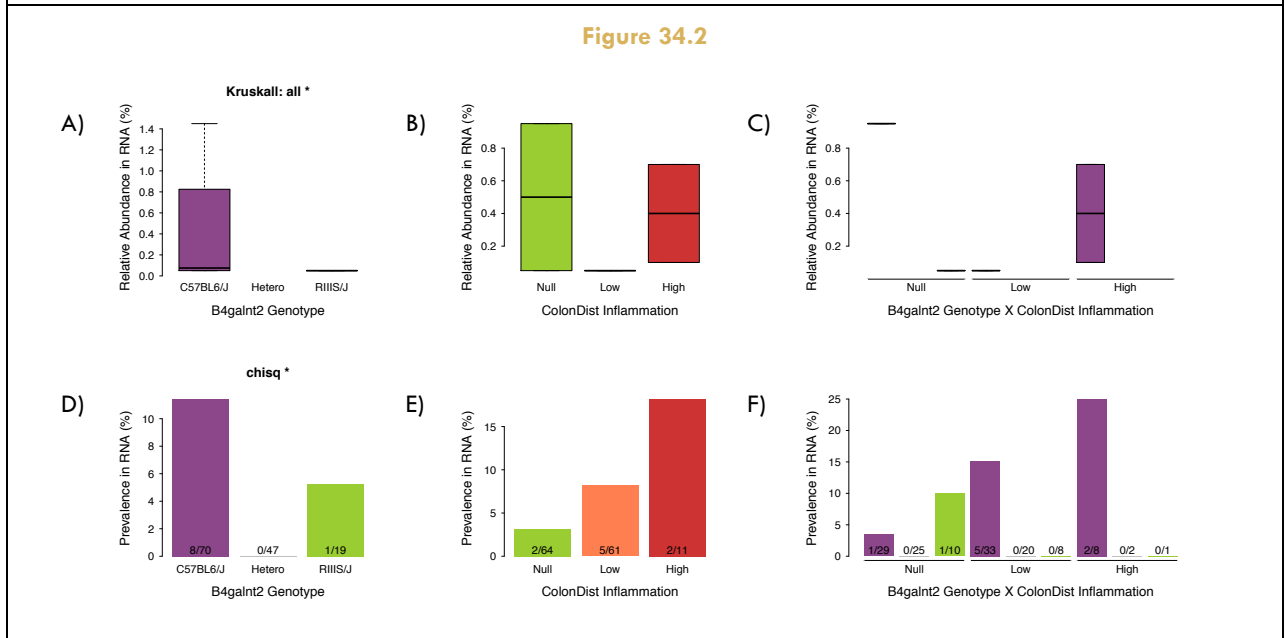 Figure 34.2
Kruskall: all *
A)
Relative Abundance in RNA (%)
1.4
1.2
1.0
0.8
0.6
0.4
0.2
0.0
C57BL6/J Hetero RIIIS/J
B4galnt2 Genotype
B)
Relative Abundance in RNA (%)
0.8
0.6
0.4
0.2
Null Low High
ColonDist Inflammation
C)
Relative Abundance in RNA (%)
0.8
0.6
0.4
0.2
Null Low High
B4galnt2 Genotype X ColonDist Inflammation
chisq *
D)
Prevalence in RNA (%)
10
8
6
4
2
0
8/70 0/47 1/19
C57BL6/J Hetero RIIIS/J
B4galnt2 Genotype
E)
Prevalence in RNA (%)
15
10
5
0
2/64 5/61 2/11
Null Low High
ColonDist Inflammation
F)
Prevalence in RNA (%)
25
20
15
10
5
0
1/29 0/25 1/10 5/33 0/20 0/8 2/8 0/2 0/1
Null Low High
B4galnt2 Genotype X ColonDist Inflammation